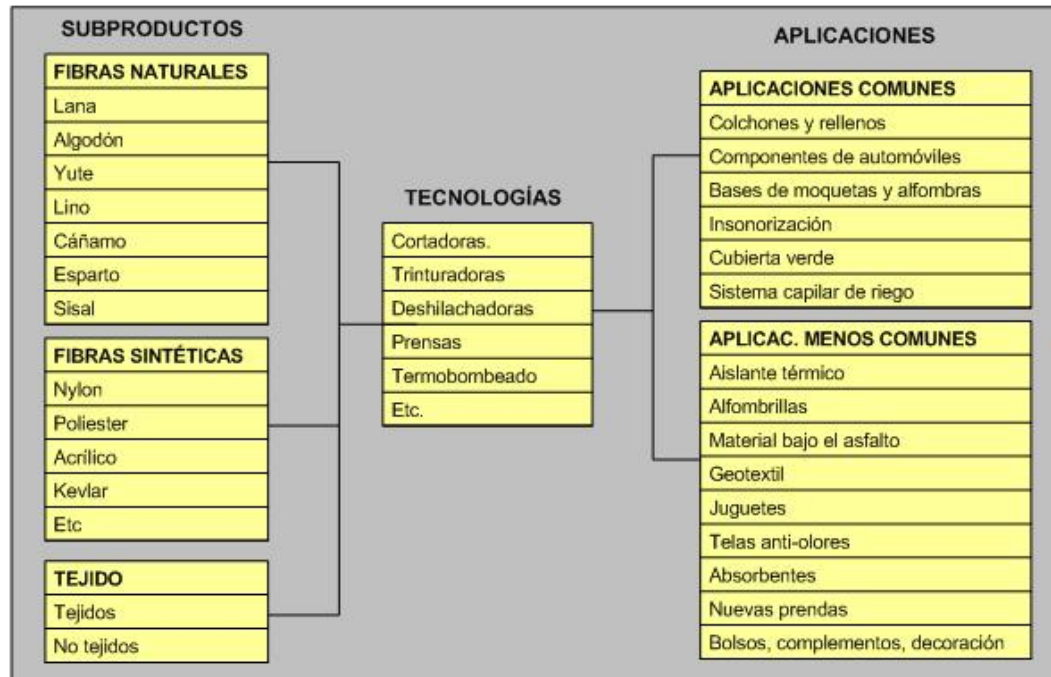 SUBPRODUCTOS
FIBRAS NATURALES
Lana
Algodón
Yute
Lino
Cáñamo
Esparto
Sisal
FIBRAS SINTÉTICAS
Nylon
Poliester
Acrílico
Kevlar
Etc
TEJIDO
Tejidos
No tejidos
TECNOLOGÍAS
Cortadoras.
Trinturadoras
Deshilachadoras
Prensas
Termobombeado
Etc.
APLICACIONES
APLICACIONES COMUNES
Colchones y rellenos
Componentes de automóviles
Bases de moquetas y alfombras
Insonorización
Cubierta verde
Sistema capilar de riego
APLICAC. MENOS COMUNES
Aislante térmico
Alfombrillas
Material bajo el asfalto
Geotextil
Juguetes
Telas anti-olores
Absorbentes
Nuevas prendas
Bolsos, complementos, decoración